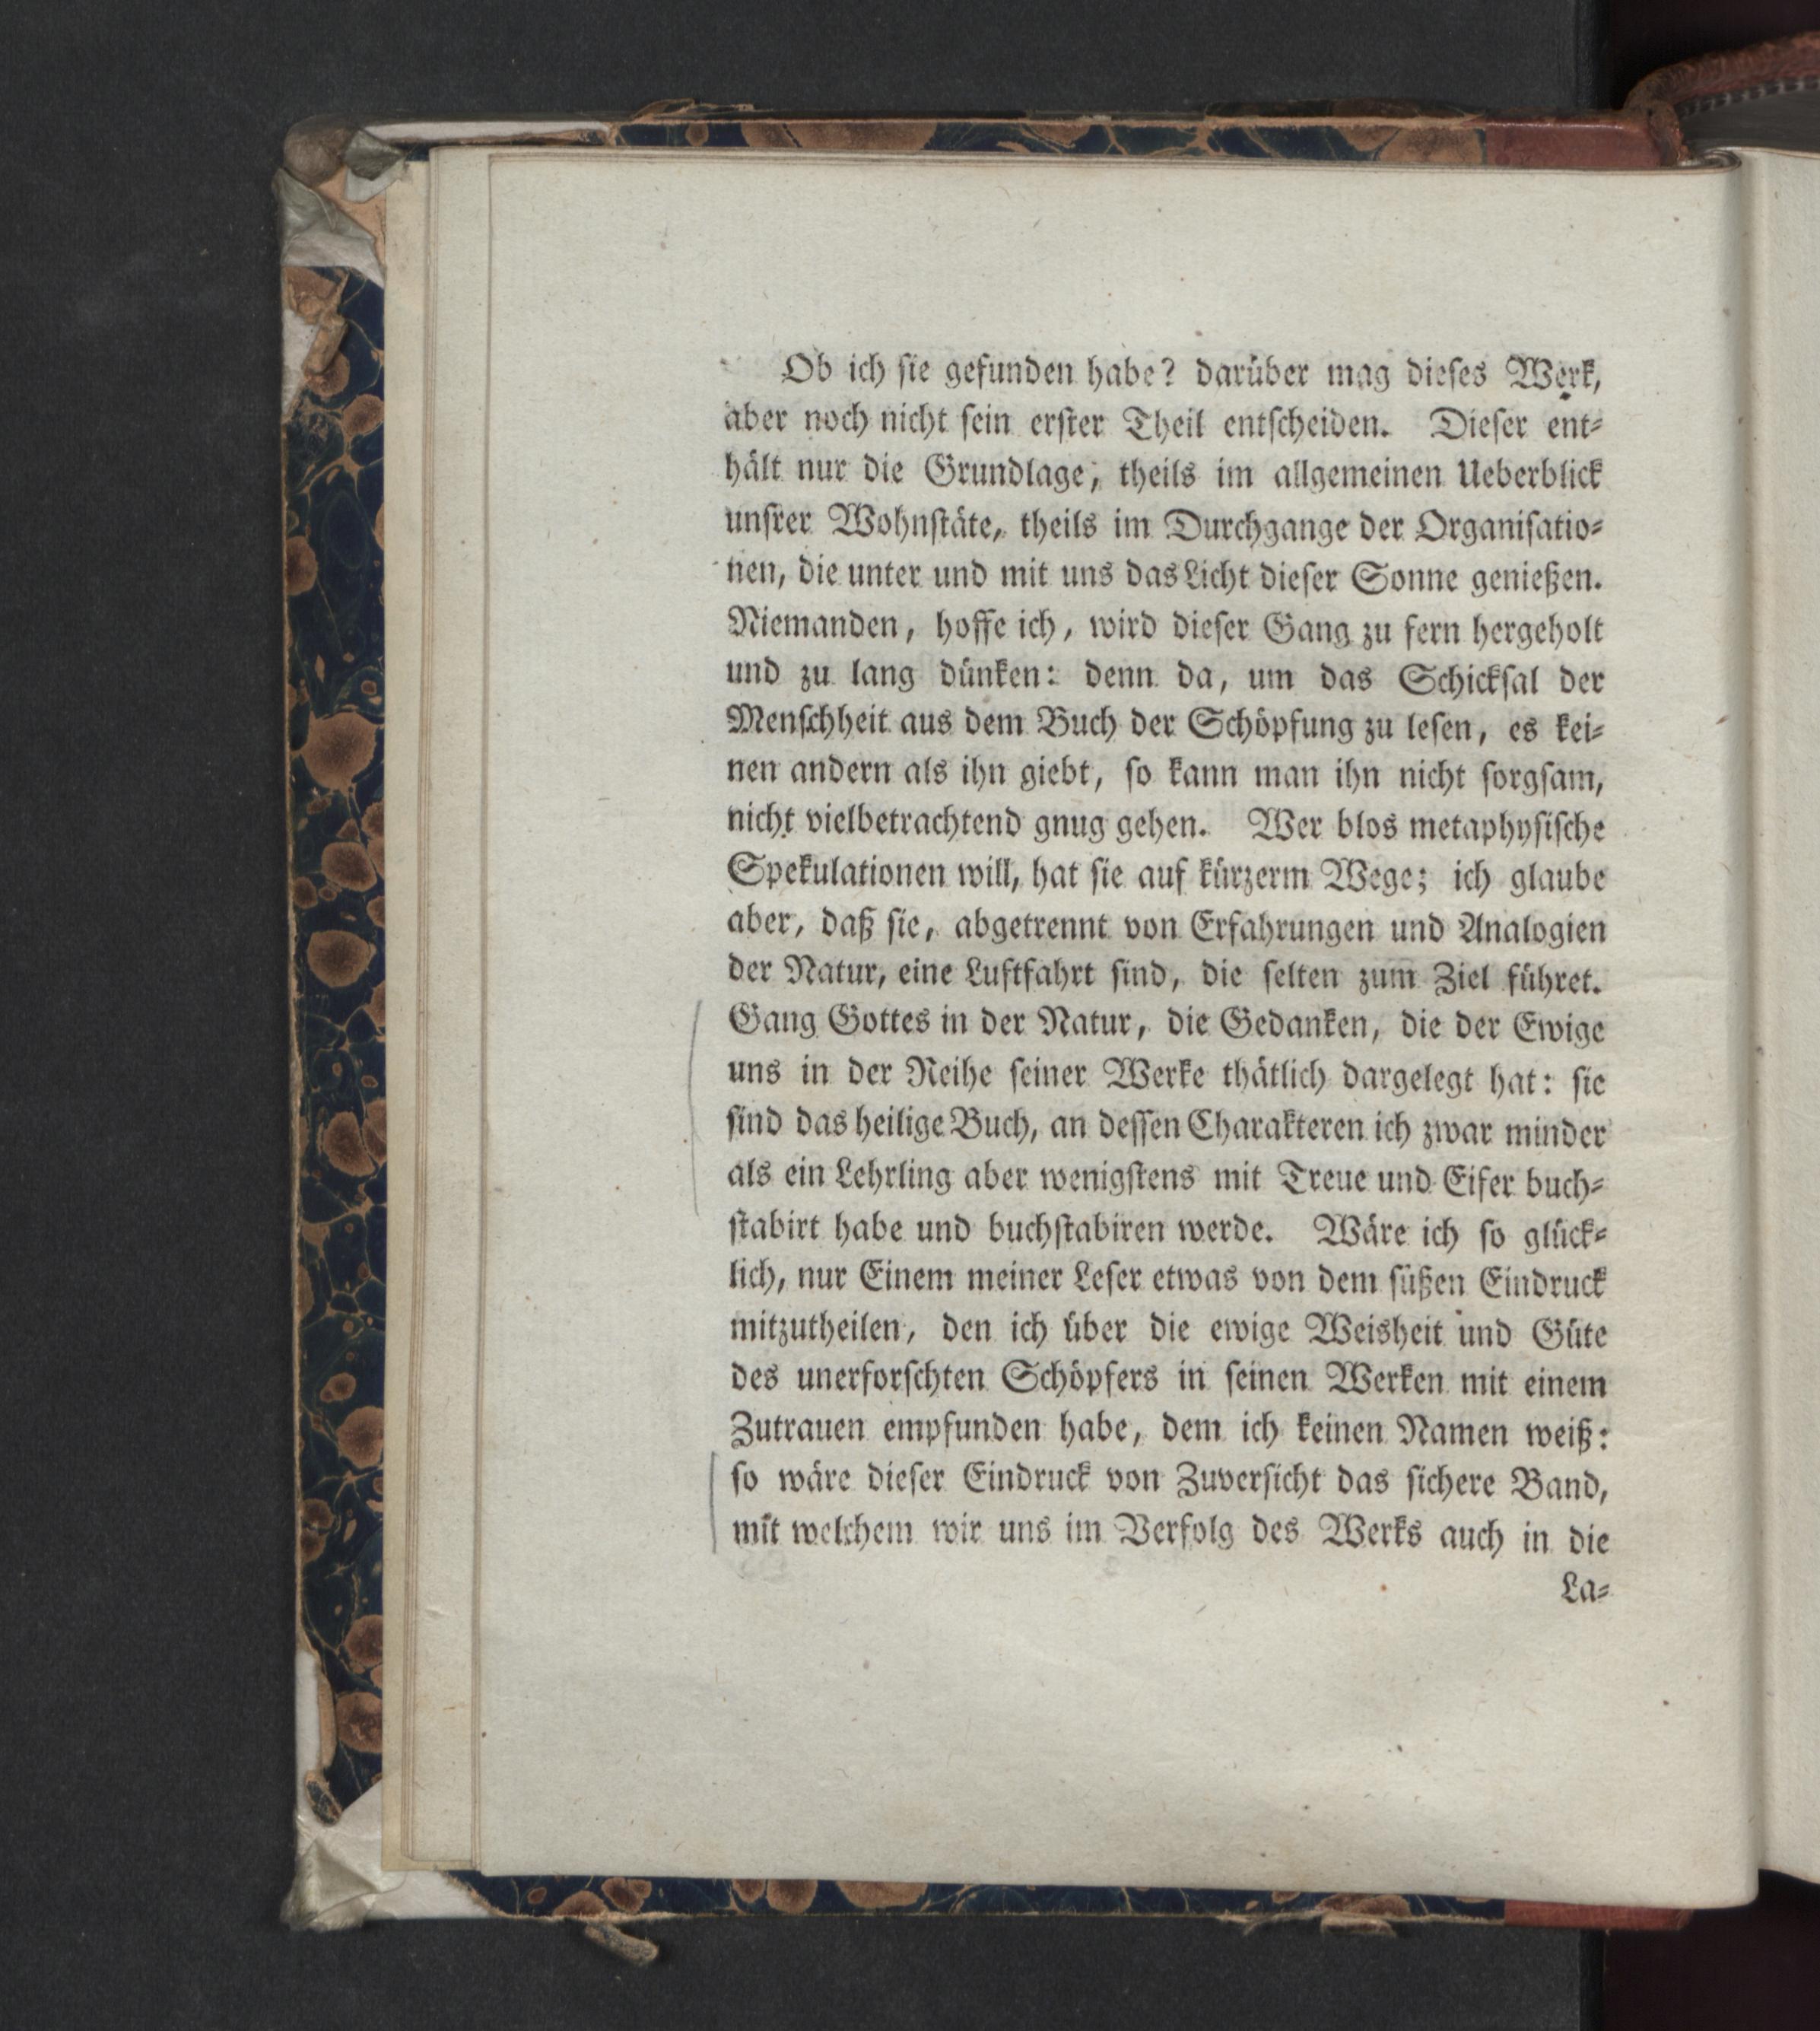 Ob ich ſie gefunden habe? darüber mag dieſes Werk,
aber noch nicht ſein erſter Theil entſcheiden. Dieſer ent⸗
hält nur die Grundlage, theils im allgemeinen Ueberblick
unſrer Wohnſtäte, theils im Durchgange der Organiſatio⸗
nen, die unter und mit uns das Licht dieſer Sonne genießen.
Niemanden, hoffe ich, wird dieſer Gang zu fern hergeholt
und zu lang dünken: denn da, um das Schickſal der
Menſchheit aus dem Buch der Schöpfung zu leſen, es kei⸗
nen andern als ihn giebt, ſo kann man ihn nicht ſorgſam,
nicht vielbetrachtend gnug gehen. Wer blos metaphyſiſche
Spekulationen will, hat ſie auf kürzerm Wege; ich glaube
aber, daß ſie, abgetrennt von Erfahrungen und Analogien
der Natur, eine Luftfahrt ſind, die ſelten zum Ziel führet.
Gang Gottes in der Natur, die Gedanken, die der Ewige
uns in der Reihe ſeiner Werke thätlich dargelegt hat: ſie
ſind das heilige Buch, an deſſen Charakteren ich zwar minder
als ein Lehrling aber wenigſtens mit Treue und Eifer buch⸗
ſtabirt habe und buchſtabiren werde. Wäre ich ſo glück⸗
lich, nur Einem meiner Leſer etwas von dem ſüßen Eindruck
mitzutheilen, den ich über die ewige Weisheit und Güte
des unerforſchten Schöpfers in ſeinen Werken mit einem
Zutrauen empfunden habe, dem ich keinen Namen weiß:
ſo wäre dieſer Eindruck von Zuverſicht das ſichere Band,
mit welchem wir uns im Verfolg des Werks auch in die
La⸗